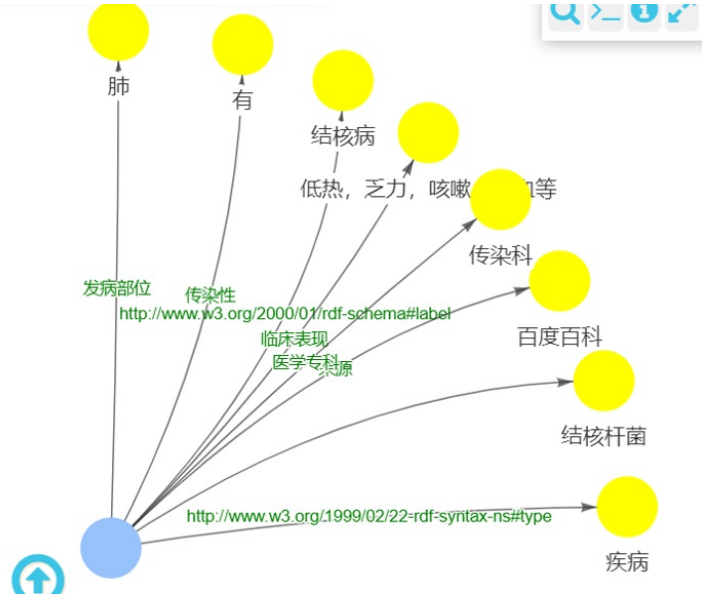 肺
有
结核病
低热，乏力，咳嗽
等
传染科
百度百科
结核杆菌
疾病
发病部位
传染性
http://www.w3.org/2000/01/rdf-schema#label
临床表现
医学专科
来源
http://www.w3.org/1999/02/22-rdf-syntax-ns#type